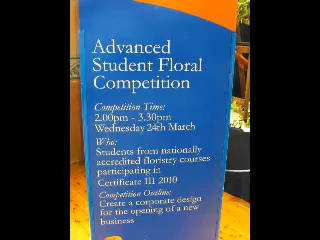 Advanced
Student Floral
Competition
Competition Time:
2.00pm - 3.30pm
Wednesday 24th March
Who:
Students from nationally
accredited floristry courses
participating in
Certificate III 2010
Competition Outline:
Create a corporate design
for the opening of a new
business